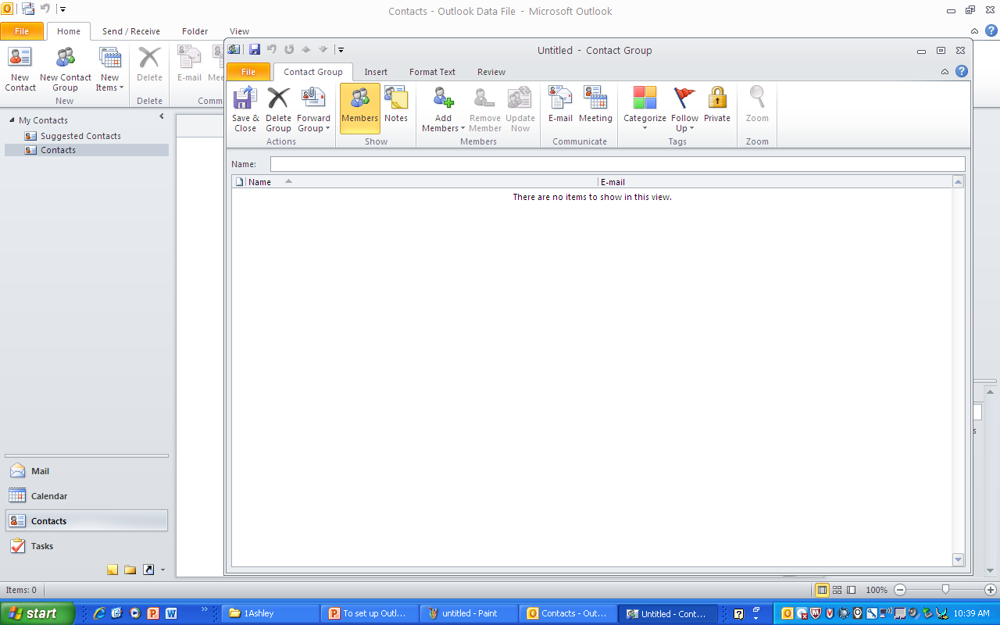 Contacts - Outlook Data File - Microsoft Outlook
File Home Send / Receive Folder View
New Contact
New Contact Group
New Items
Delete
E-mail
New
Delete
Untitled - Contact Group
File Contact Group Insert Format Text Review
Save & Close
Delete Group
Forward Group
Members
Notes
Add Members
Remove Member
Update Now
E-mail
Meeting
Categorize
Follow Up
Private
Zoom
Actions Show Members Communicate Tags Zoom
My Contacts
Suggested Contacts
Contacts
Name:
Name E-mail
There are no items to show in this view.
Mail
Calendar
Contacts
Tasks
Items: 0 100%
start 1Ashley To set up Outl... untitled - Paint Contacts - Out... Untitled - Cont... 10:39 AM